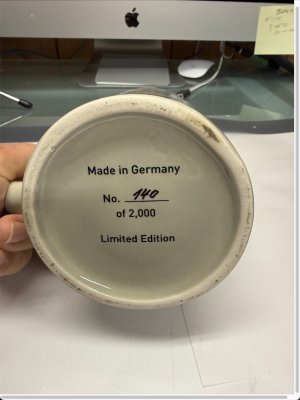 Made in Germany
No. 140
of 2,000
Limited Edition